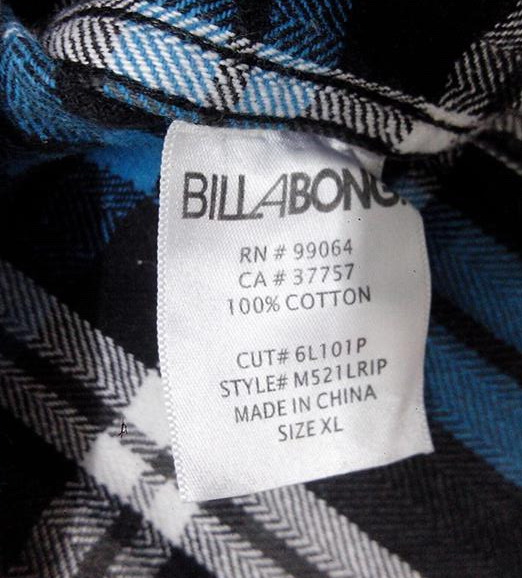 BILLABONG
RN # 99064
CA # 37757
100% COTTON
CUT# 6L101P
STYLE# M521LRIP
MADE IN CHINA
SIZE XL